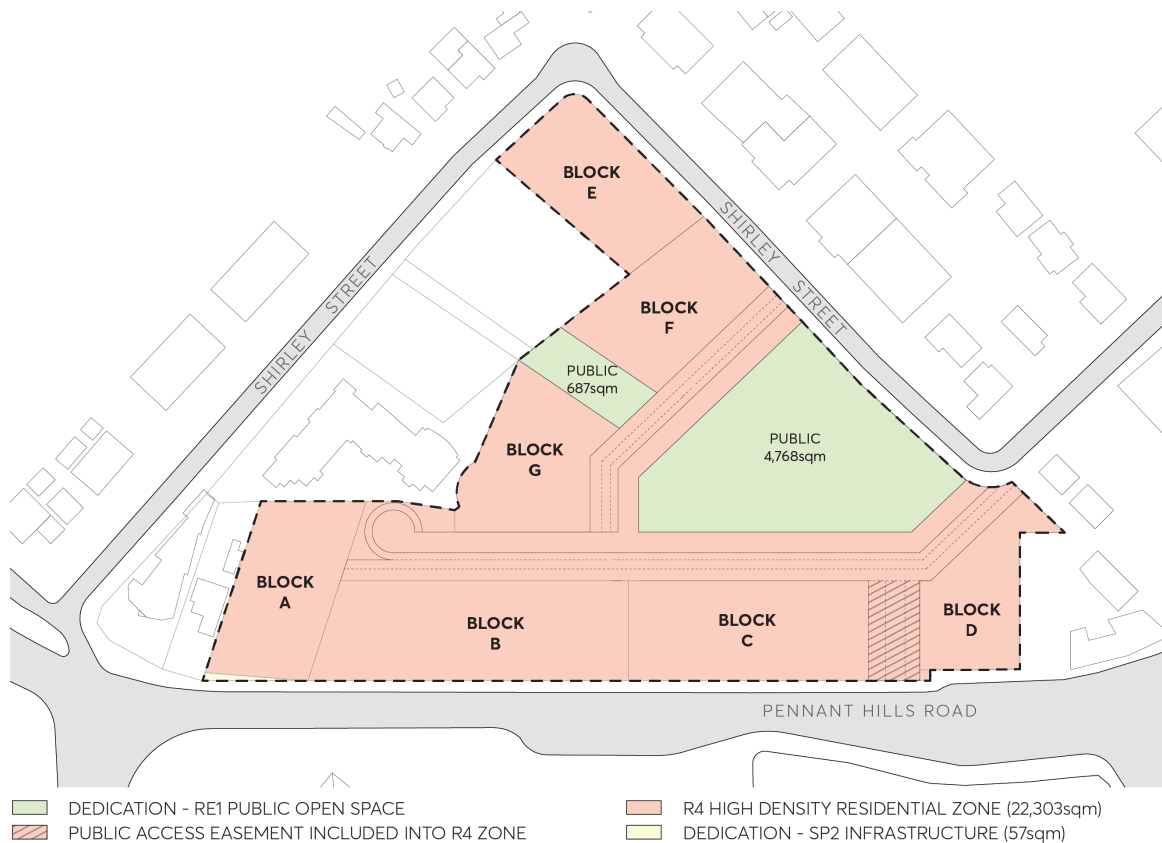 BLOCK
E
SHIRLEY STREET
SHIRLEY STREET
BLOCK
F
PUBLIC
687sqm
PUBLIC
4,768sqm
BLOCK
G
BLOCK
A
BLOCK
B
BLOCK
C
BLOCK
D
PENNANT HILLS ROAD
DEDICATION - RE1 PUBLIC OPEN SPACE
PUBLIC ACCESS EASEMENT INCLUDED INTO R4 ZONE
R4 HIGH DENSITY RESIDENTIAL ZONE (22,303sqm)
DEDICATION - SP2 INFRASTRUCTURE (57sqm)